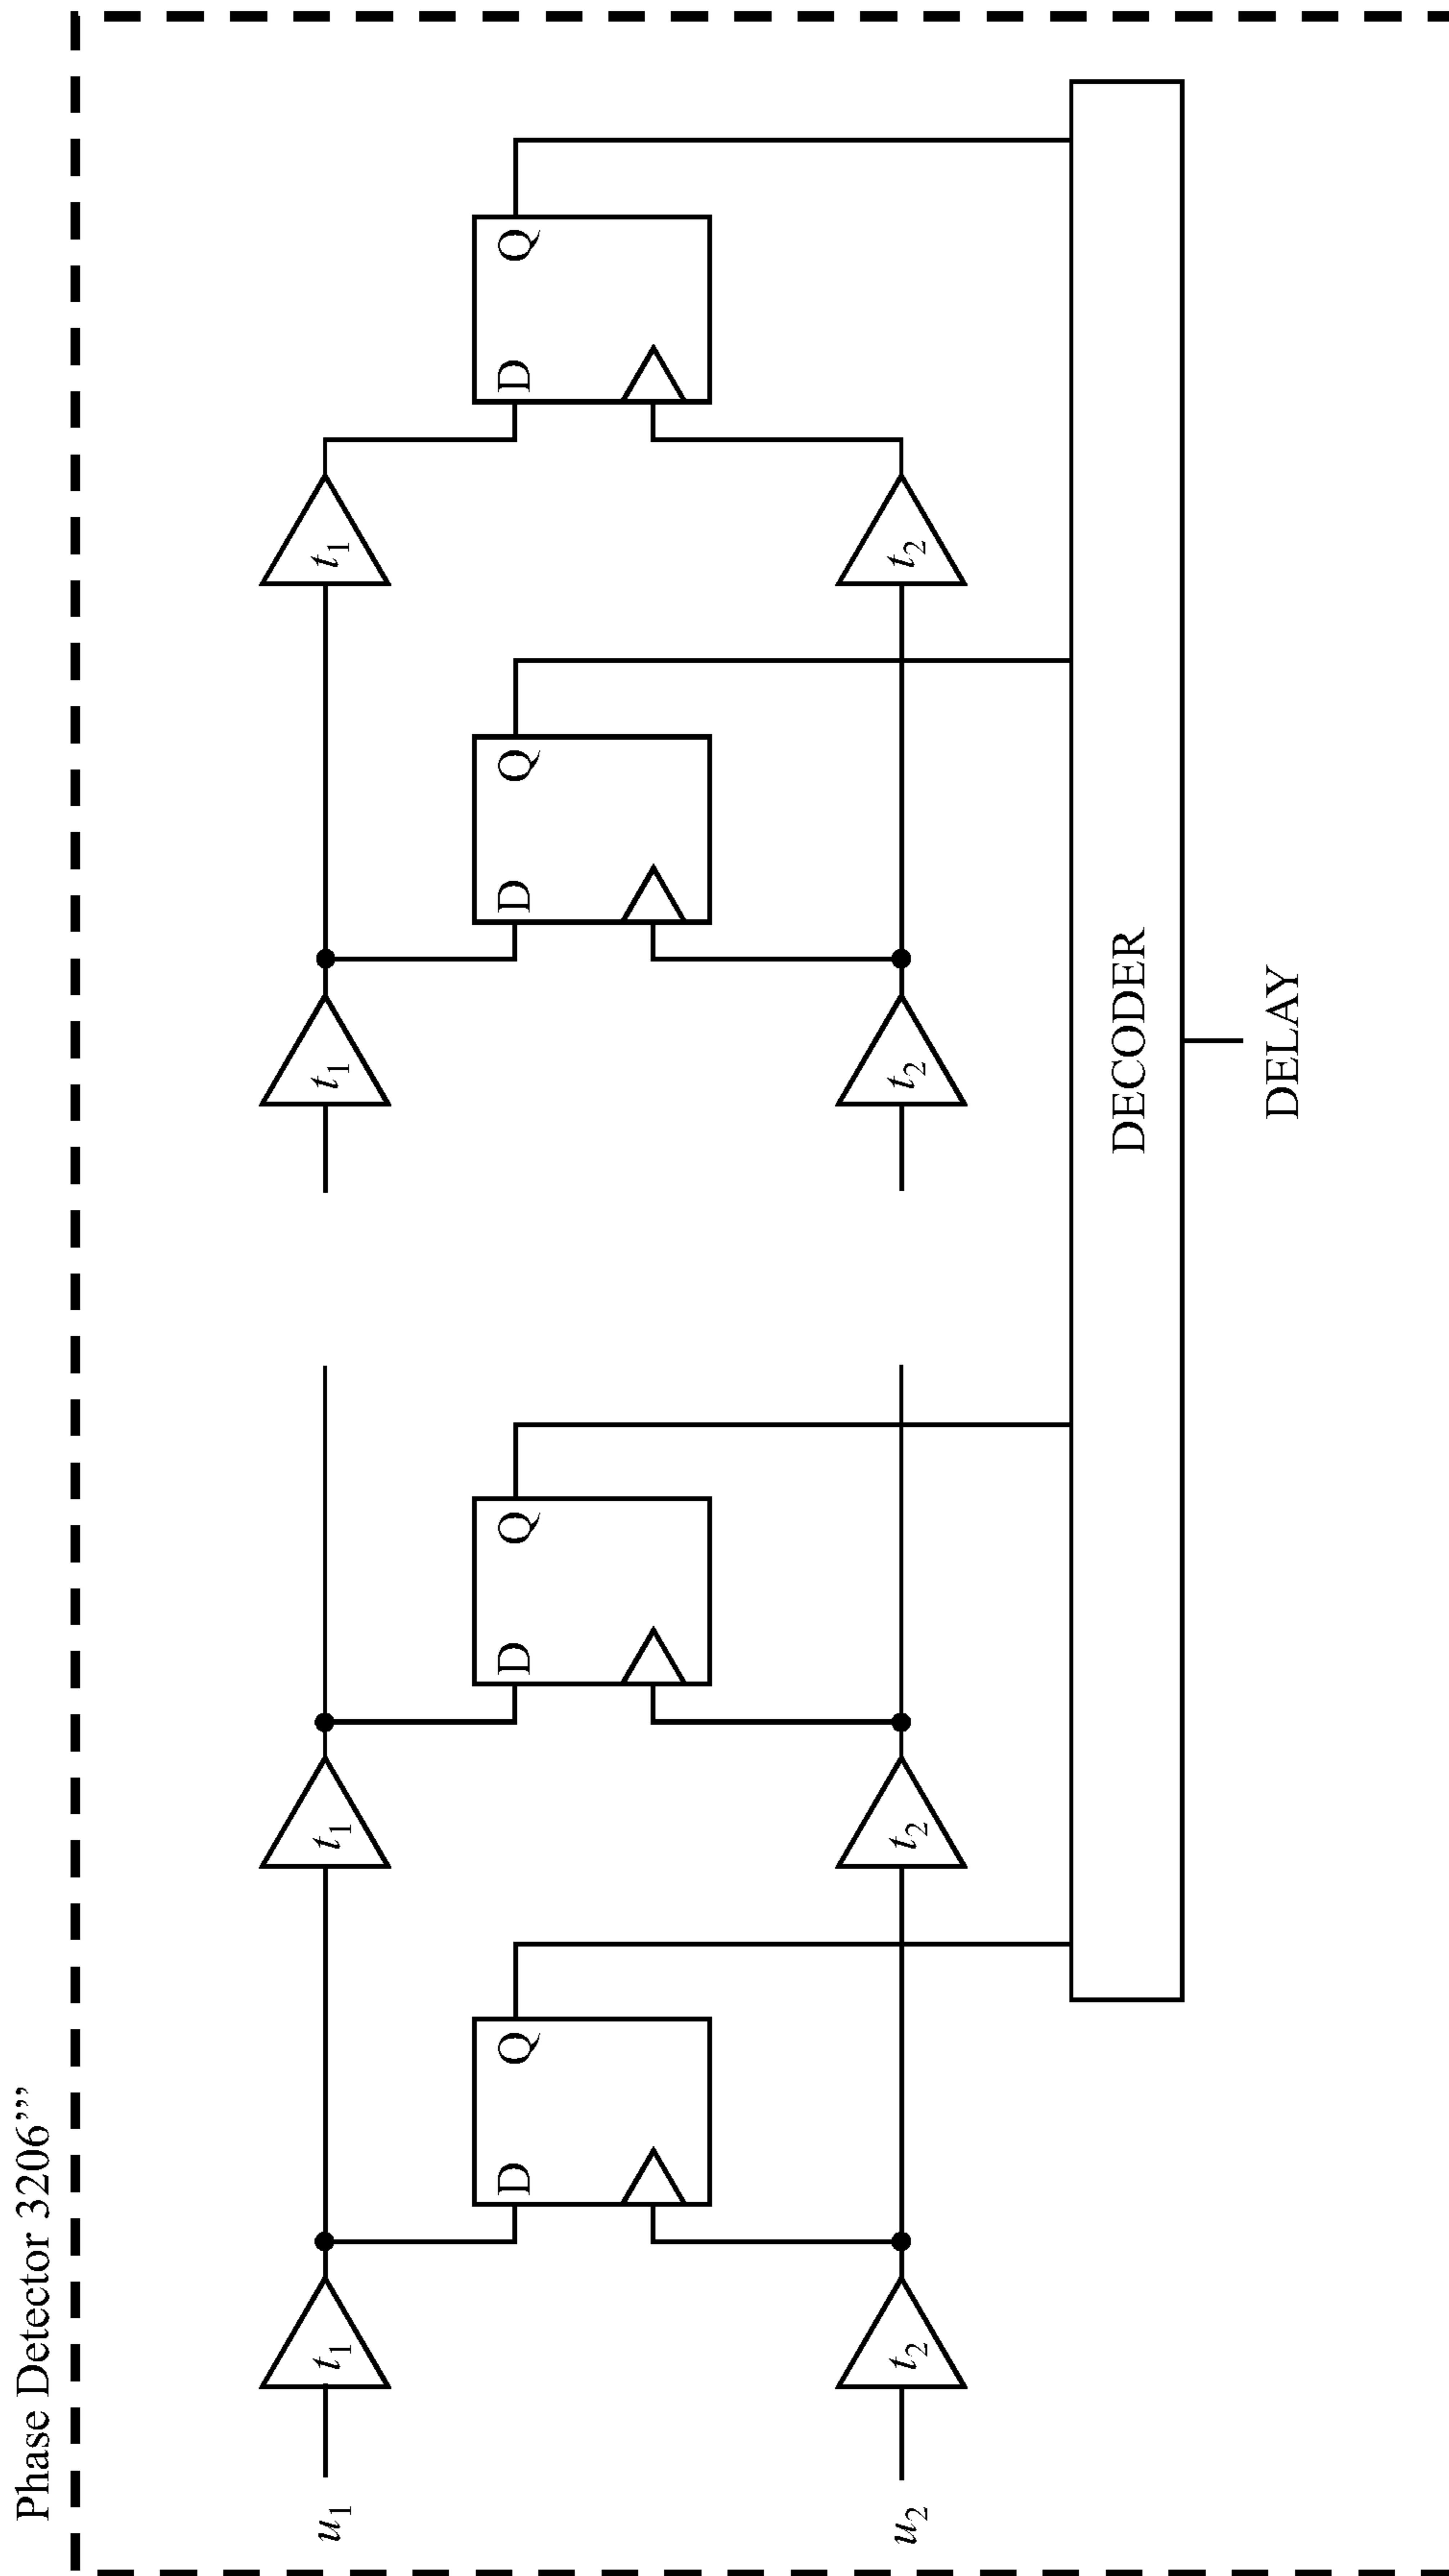 Phase Detector 3206”’
u1
t1
t1
t1
t1
D
Q
D
Q
D
Q
D
Q
u2
t2
t2
t2
t2
DECODER
DELAY